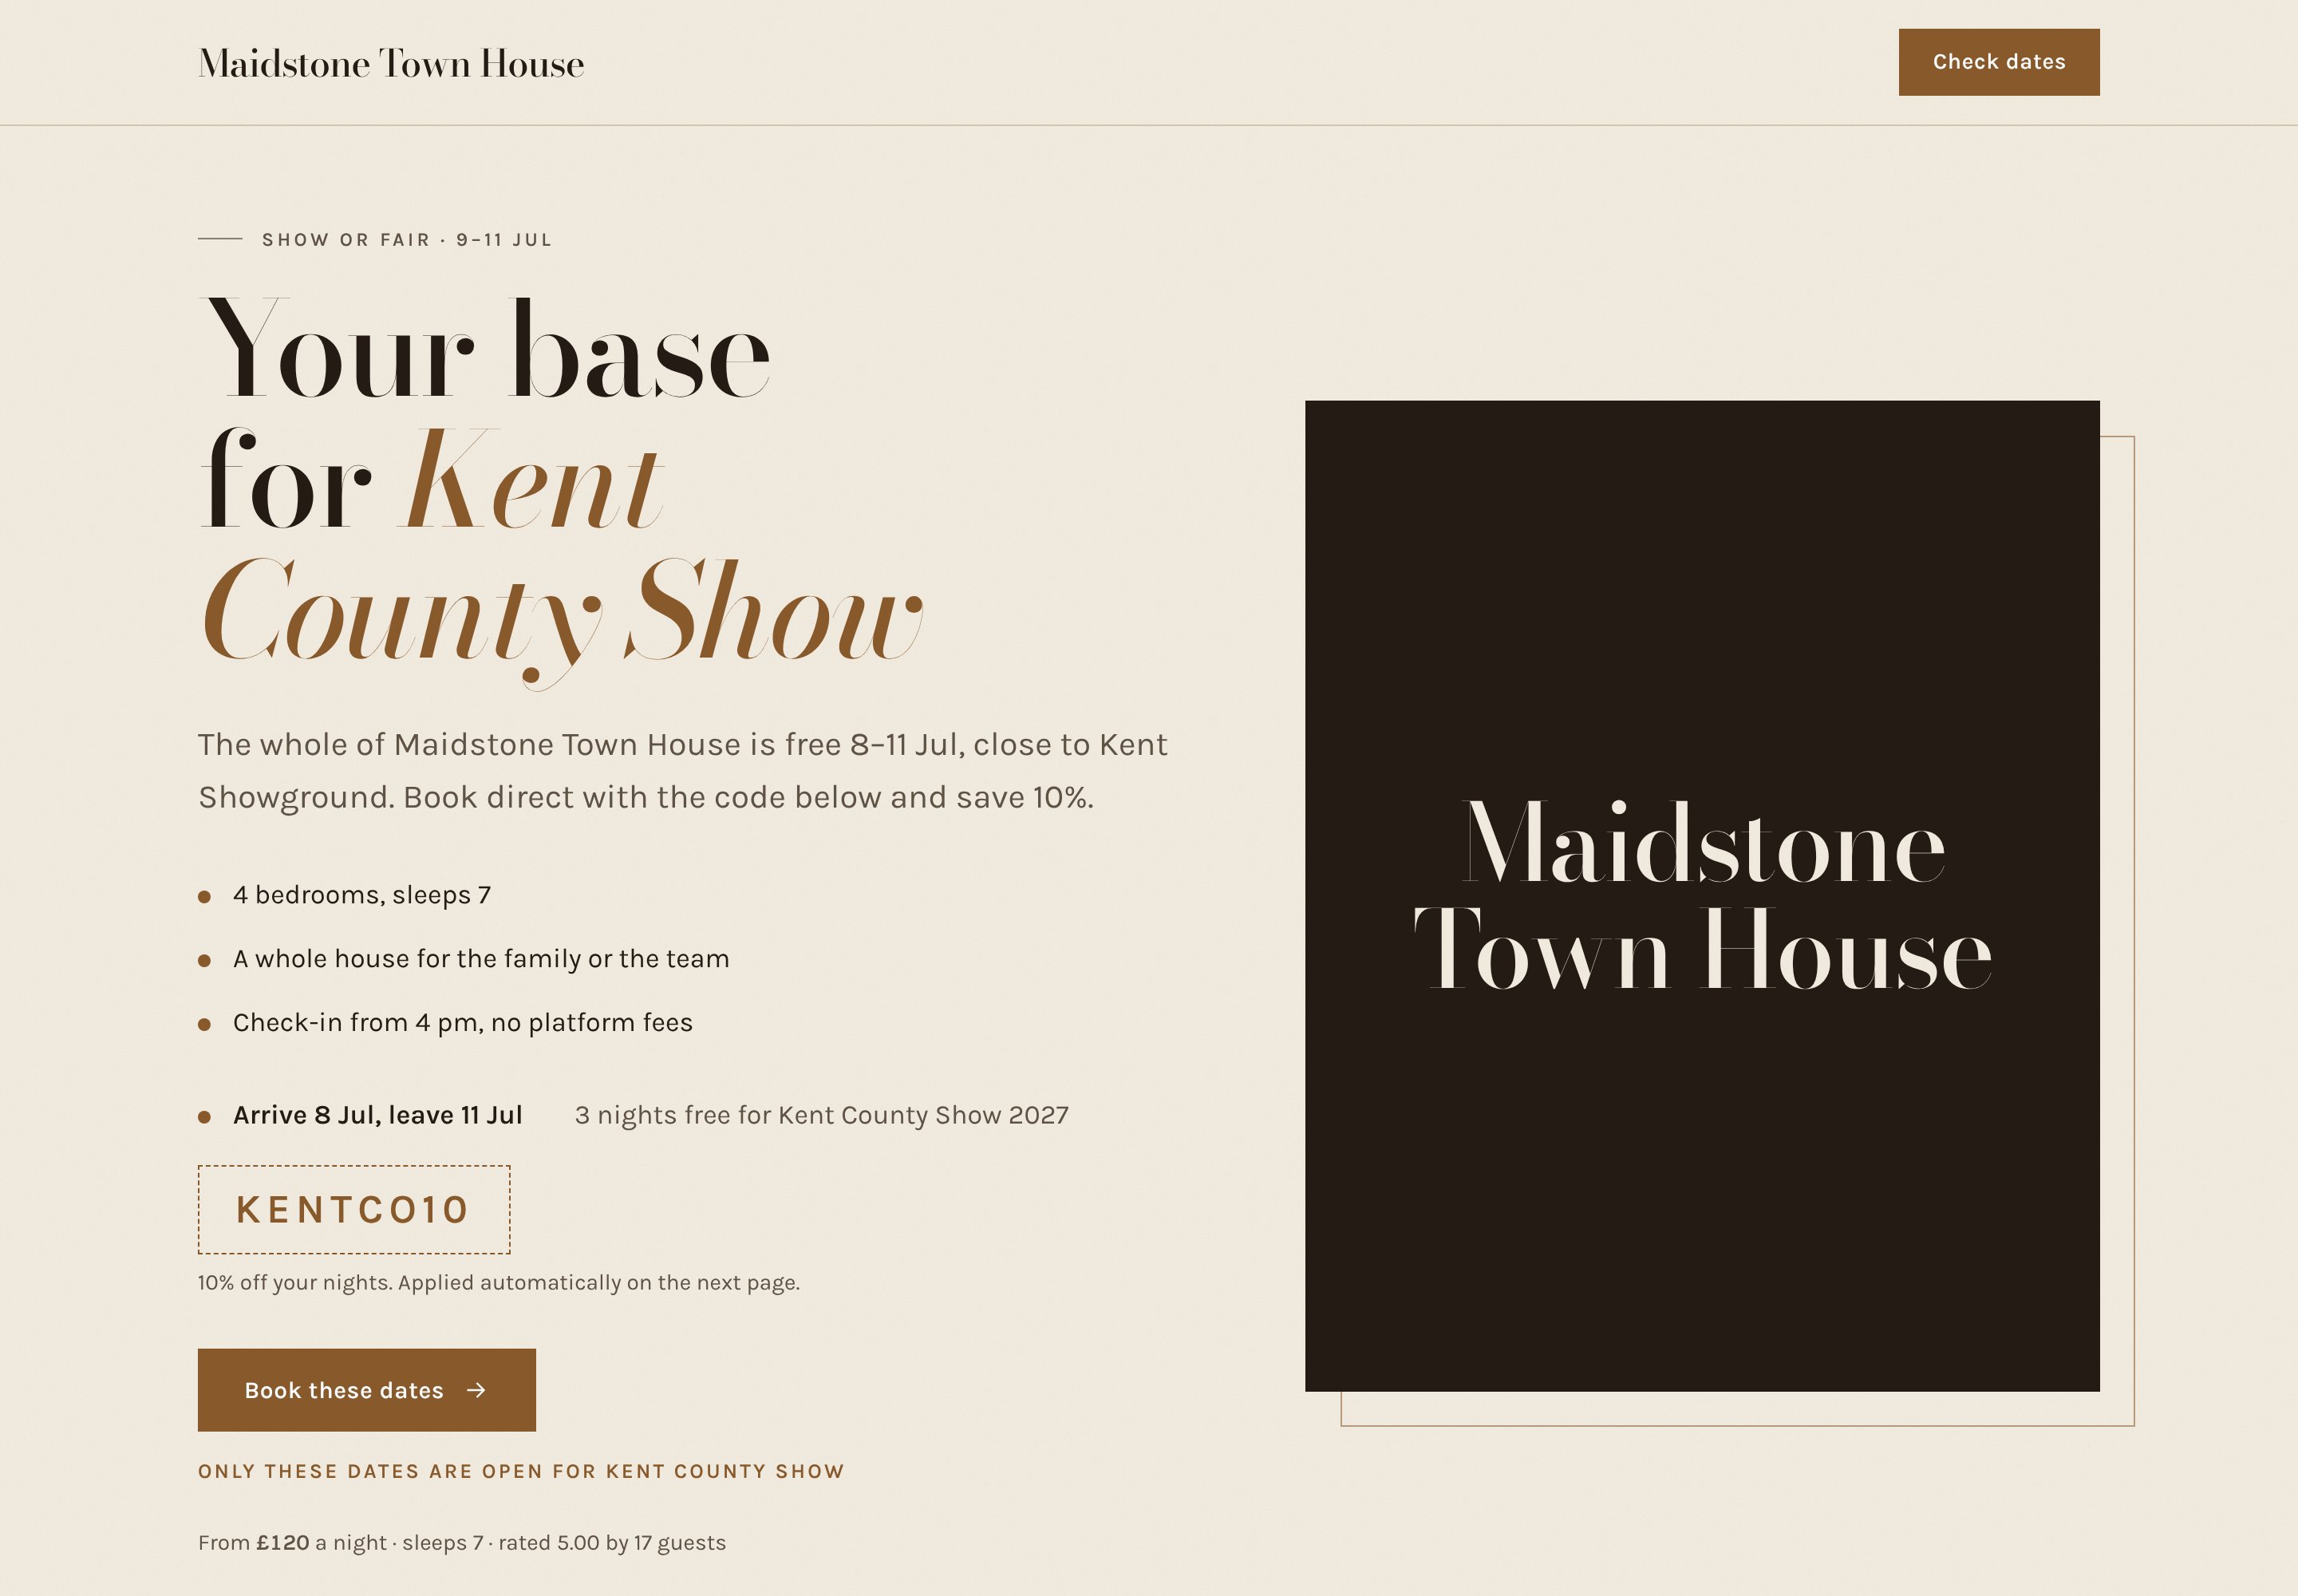 Maidstone Town House
Check dates
SHOW OR FAIR · 9–11 JUL
Your base
for Kent
County Show
The whole of Maidstone Town House is free 8–11 Jul, close to Kent
Showground. Book direct with the code below and save 10%.
4 bedrooms, sleeps 7
A whole house for the family or the team
Check-in from 4 pm, no platform fees
Arrive 8 Jul, leave 11 Jul 3 nights free for Kent County Show 2027
KENTCO10
10% off your nights. Applied automatically on the next page.
Book these dates →
ONLY THESE DATES ARE OPEN FOR KENT COUNTY SHOW
From £120 a night · sleeps 7 · rated 5.00 by 17 guests
Maidstone
Town House